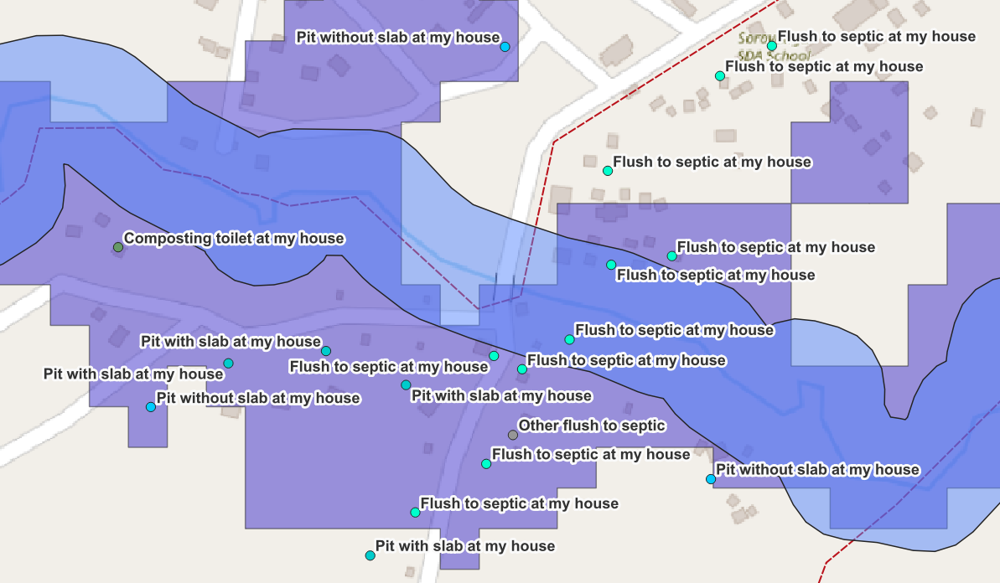 Pit without slab at my house
Flush to septic at my house
SDA School
Flush to septic at my house
Flush to septic at my house
Composting toilet at my house
Flush to septic at my house
Flush to septic at my house
Flush to septic at my house
Pit with slab at my house
Flush to septic at my house
Flush to septic at my house
Pit with slab at my house
Pit without slab at my house
Pit with slab at my house
Other flush to septic
Flush to septic at my house
Pit without slab at my house
Flush to septic at my house
Pit with slab at my house